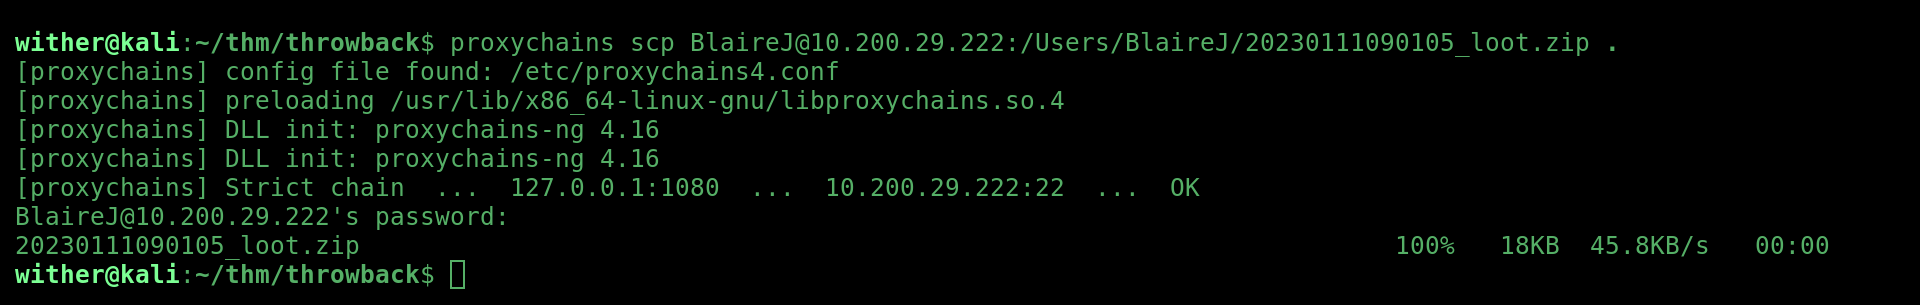 wither@kali:~/thm/throwback$ proxychains scp BlaireJ@10.200.29.222:/Users/BlaireJ/20230111090105_loot.zip .
[proxychains] config file found: /etc/proxychains4.conf
[proxychains] preloading /usr/lib/x86_64-linux-gnu/libproxychains.so.4
[proxychains] DLL init: proxychains-ng 4.16
[proxychains] DLL init: proxychains-ng 4.16
[proxychains] Strict chain  ...  127.0.0.1:1080  ...  10.200.29.222:22  ...  OK
BlaireJ@10.200.29.222's password:
20230111090105_loot.zip 100% 18KB 45.8KB/s 00:00
wither@kali:~/thm/throwback$